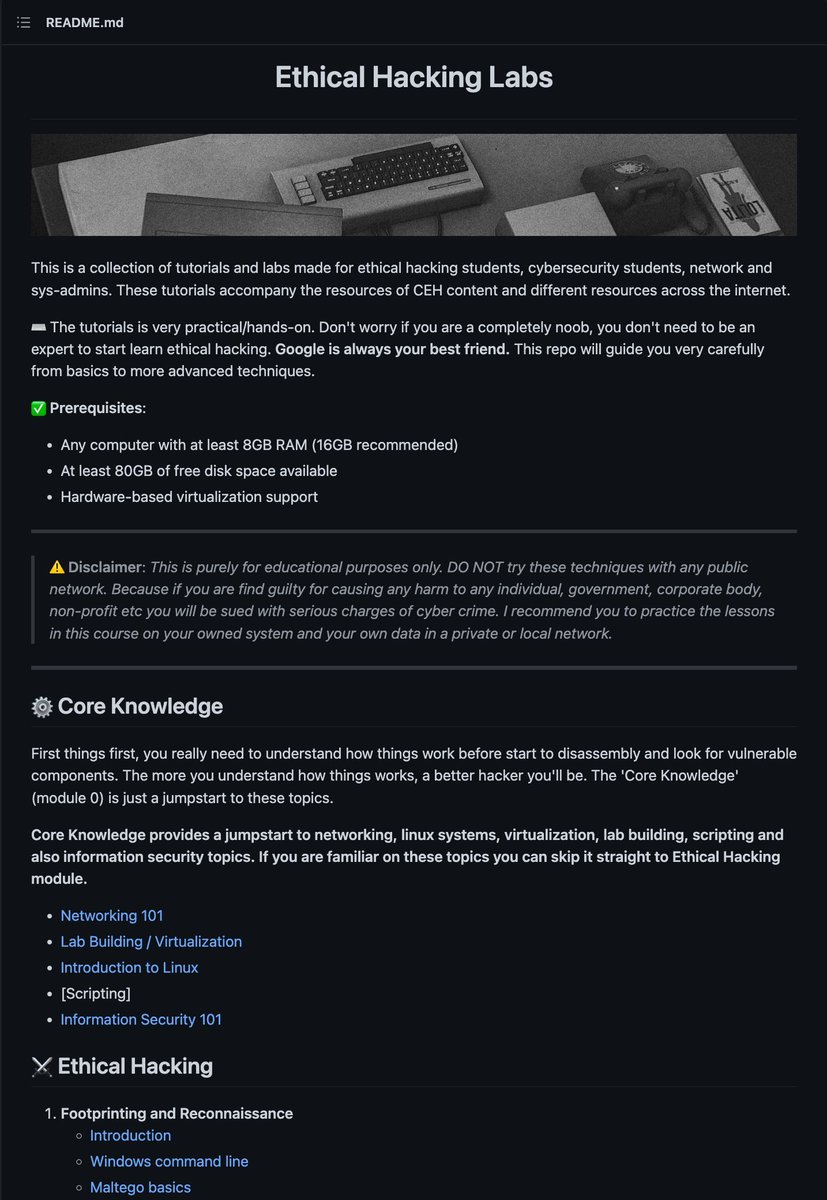 README.md
Ethical Hacking Labs
LOLITA
This is a collection of tutorials and labs made for ethical hacking students, cybersecurity students, network and
sys-admins. These tutorials accompany the resources of CEH content and different resources across the internet.
⌨️ The tutorials is very practical/hands-on. Don't worry if you are a completely noob, you don't need to be an
expert to start learn ethical hacking. Google is always your best friend. This repo will guide you very carefully
from basics to more advanced techniques.
✅ Prerequisites:
• Any computer with at least 8GB RAM (16GB recommended)
• At least 80GB of free disk space available
• Hardware-based virtualization support
⚠️ Disclaimer: This is purely for educational purposes only. DO NOT try these techniques with any public
network. Because if you are find guilty for causing any harm to any individual, government, corporate body,
non-profit etc you will be sued with serious charges of cyber crime. I recommend you to practice the lessons
in this course on your owned system and your own data in a private or local network.
⚙️ Core Knowledge
First things first, you really need to understand how things work before start to disassembly and look for vulnerable
components. The more you understand how things works, a better hacker you'll be. The 'Core Knowledge'
(module 0) is just a jumpstart to these topics.
Core Knowledge provides a jumpstart to networking, linux systems, virtualization, lab building, scripting and
also information security topics. If you are familiar on these topics you can skip it straight to Ethical Hacking
module.
• Networking 101
• Lab Building / Virtualization
• Introduction to Linux
• [Scripting]
• Information Security 101
⚔️ Ethical Hacking
1. Footprinting and Reconnaissance
◦ Introduction
◦ Windows command line
◦ Maltego basics